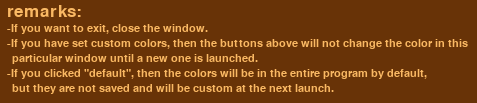 remarks:
-If you want to exit, close the window.
-If you have set custom colors, then the buttons above will not change the color in this
particular window until a new one is launched.
-If you clicked "default", then the colors will be in the entire program by default,
but they are not saved and will be custom at the next launch.